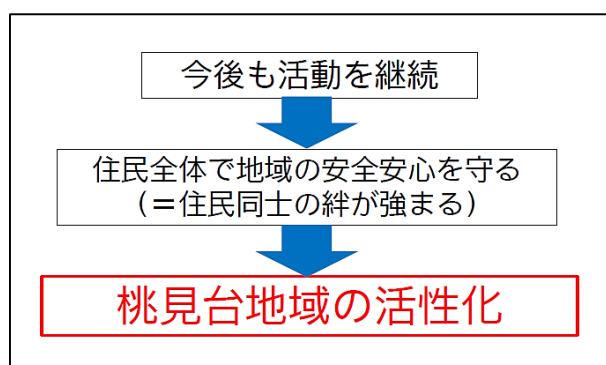 今後も活動を継続
住民全体で地域の安全安心を守る
（＝住民同士の絆が強まる）
桃見台地域の活性化